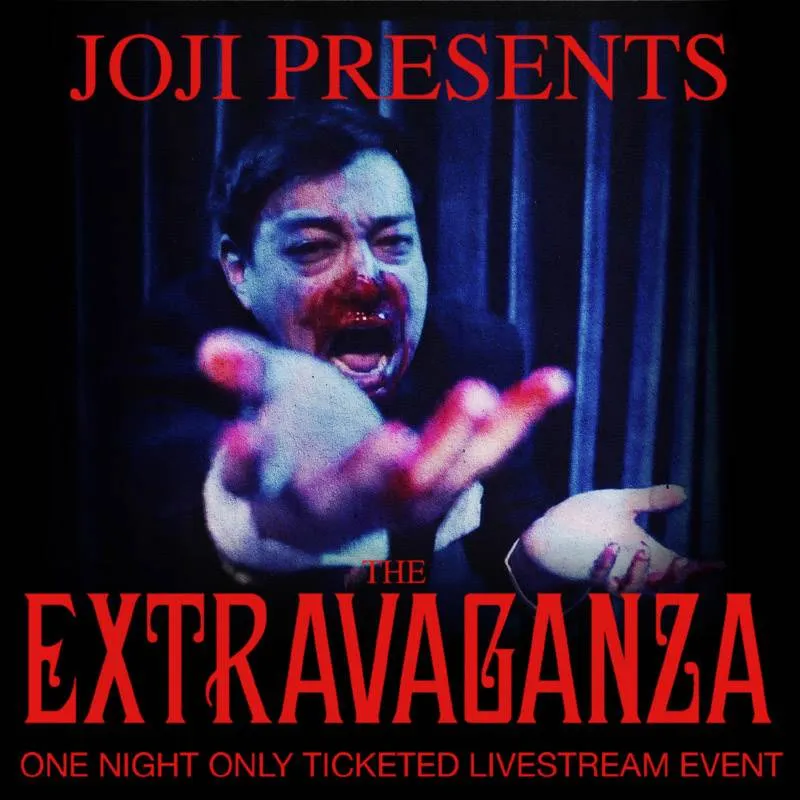 JOJI PRESENTS
THE
EXTRAVAGANZA
ONE NIGHT ONLY TICKETED LIVESTREAM EVENT